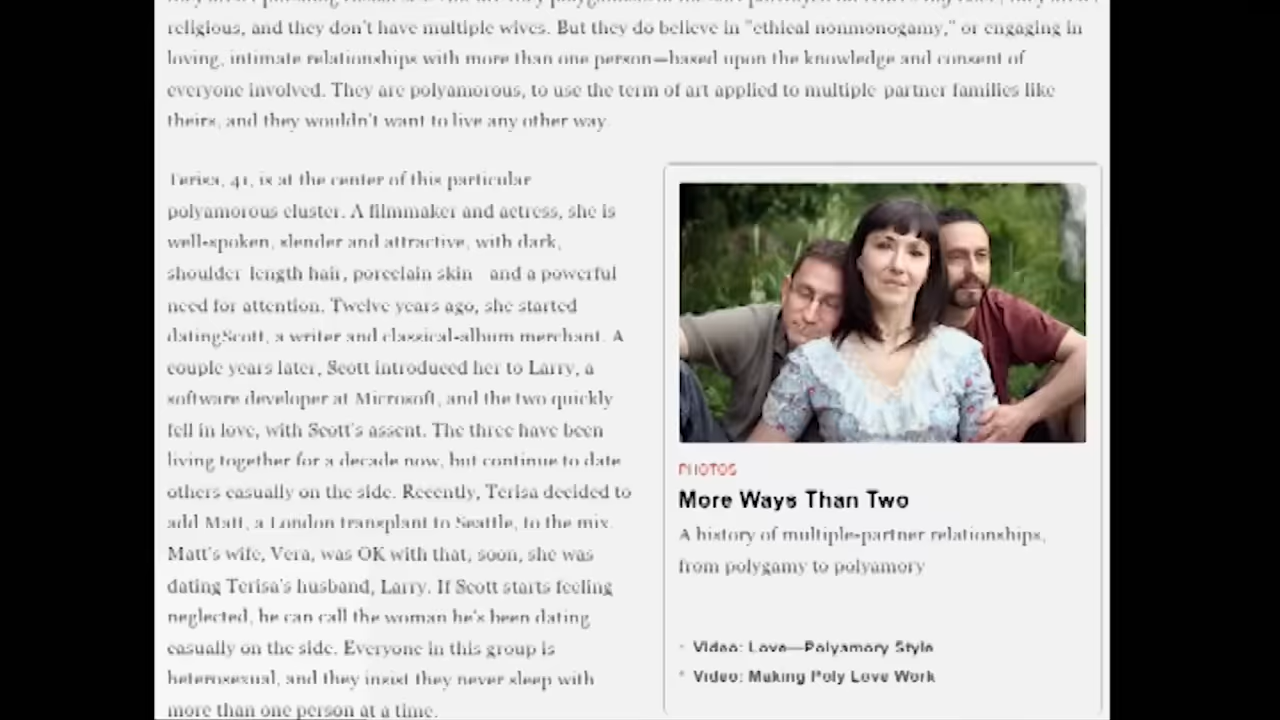 religious, and they don't have multiple wives. But they do believe in "ethical nonmonogamy," or engaging in
loving, intimate relationships with more than one person—based upon the knowledge and consent of
everyone involved. They are polyamorous, to use the term of art applied to multiple-partner families like
theirs, and they wouldn't want to live any other way.
Terisa, 41, is at the center of this particular
polyamorous cluster. A filmmaker and actress, she is
well-spoken, slender and attractive, with dark,
shoulder-length hair, porcelain skin—and a powerful
need for attention. Twelve years ago, she started
datingScott, a writer and classical-album merchant. A
couple years later, Scott introduced her to Larry, a
software developer at Microsoft, and the two quickly
fell in love, with Scott's assent. The three have been
living together for a decade now, but continue to date
others casually on the side. Recently, Terisa decided to
add Matt, a London transplant to Seattle, to the mix.
Matt's wife, Vera, was OK with that, soon, she was
dating Terisa's husband, Larry. If Scott starts feeling
neglected, he can call the woman he's been dating
casually on the side. Everyone in this group is
heterosexual, and they insist they never sleep with
more than one person at a time.
PHOTOS
More Ways Than Two
A history of multiple-partner relationships,
from polygamy to polyamory
Video: Love—Polyamory Style
Video: Making Poly Love Work